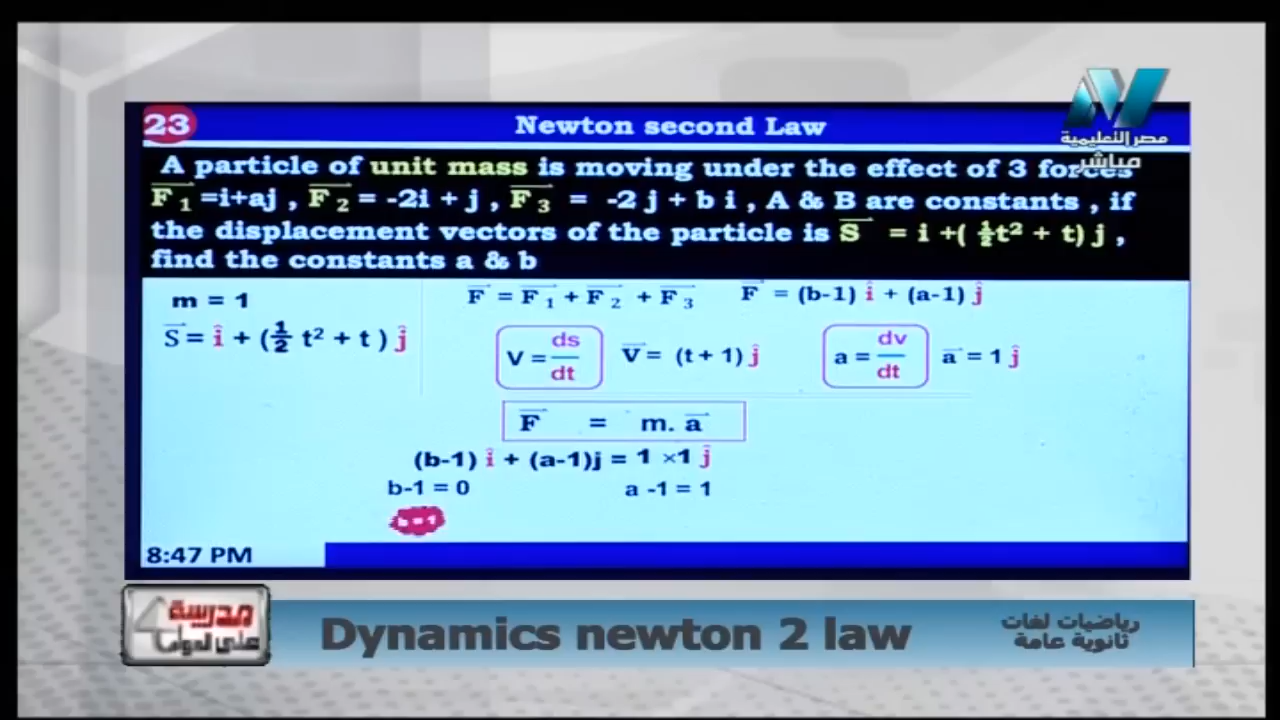 23 Newton second Law
مصر التعليمية
مباشر
A particle of unit mass is moving under the effect of 3 forces
F₁ =i+aj , F₂ = -2i + j , F₃ = -2 j + b i , A & B are constants , if
the displacement vectors of the particle is S = i +( ½t² + t) j ,
find the constants a & b
m = 1
F = F₁ + F₂ + F₃ F = (b-1) î + (a-1) ĵ
S = î + (½ t² + t ) ĵ
V = ds/dt V = (t + 1) ĵ a = dv/dt a = 1 ĵ
F = m. a
(b-1) î + (a-1)j = 1 ×1 ĵ
b-1 = 0 a -1 = 1
b = 1
8:47 PM
مدرسة
على الهواء
Dynamics newton 2 law
رياضيات لغات
ثانوية عامة